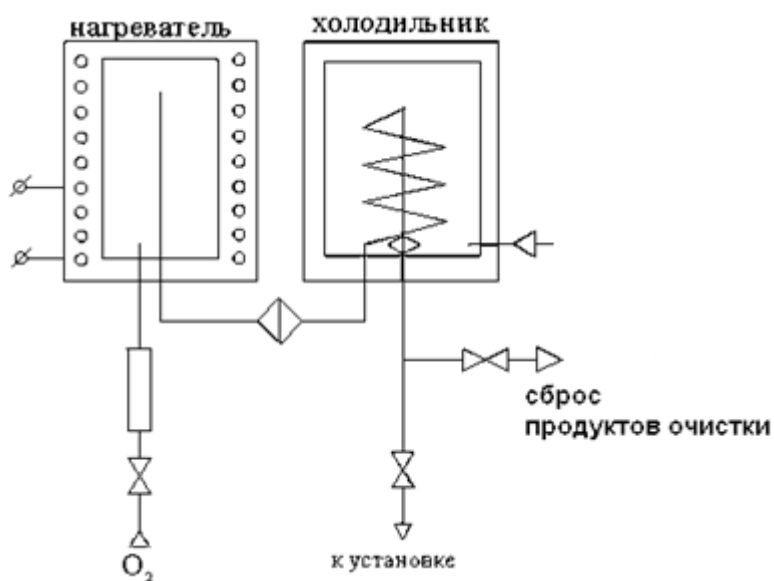 нагреватель
холодильник
сброс
продуктов очистки
O₂
к установке